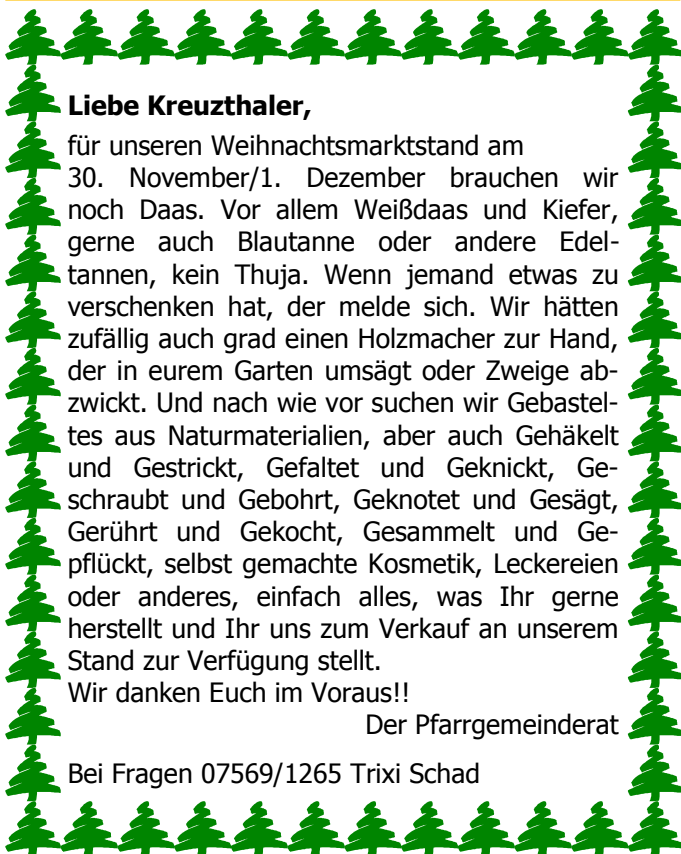 Liebe Kreuzthaler,
für unseren Weihnachtsmarktstand am
30. November/1. Dezember brauchen wir
noch Daas. Vor allem Weißdaas und Kiefer,
gerne auch Blautanne oder andere Edel-
tannen, kein Thuja. Wenn jemand etwas zu
verschenken hat, der melde sich. Wir hätten
zufällig auch grad einen Holzmacher zur Hand,
der in eurem Garten umsägt oder Zweige ab-
zwickt. Und nach wie vor suchen wir Gebastel-
tes aus Naturmaterialien, aber auch Gehäkelt
und Gestrickt, Gefaltet und Geknickt, Ge-
schraubt und Gebohrt, Geknotet und Gesägt,
Gerührt und Gekocht, Gesammelt und Ge-
pflückt, selbst gemachte Kosmetik, Leckereien
oder anderes, einfach alles, was Ihr gerne
herstellt und Ihr uns zum Verkauf an unserem
Stand zur Verfügung stellt.
Wir danken Euch im Voraus!!
Der Pfarrgemeinderat
Bei Fragen 07569/1265 Trixi Schad